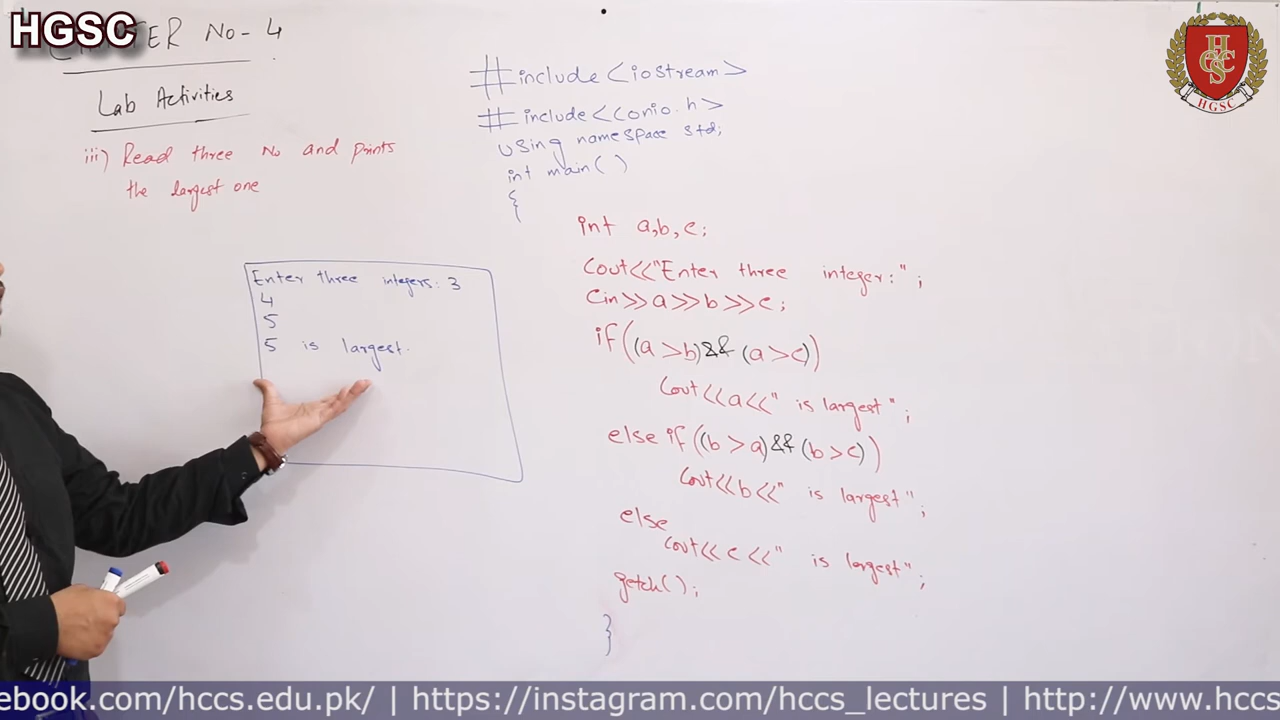 HGSC
TER No-4
Lab Activities
iii) Read three No and prints
the largest one
Enter three integers: 3
4
5
5 is largest.
#include <iostream>
#include<conio.h>
using namespace std;
int main( )
{
int a,b,c;
Cout<<"Enter three integer:" ;
Cin>>a>>b>>c;
if((a >b)&& (a>c))
Cout<<a<<" is largest" ;
else if((b > a)&& (b > c))
Cout<<b<<" is largest";
else
Cout<< c <<" is largest";
getch( );
}
HGSC
HGSC
ebook.com/hccs.edu.pk/ | https://instagram.com/hccs_lectures | http://www.hccs